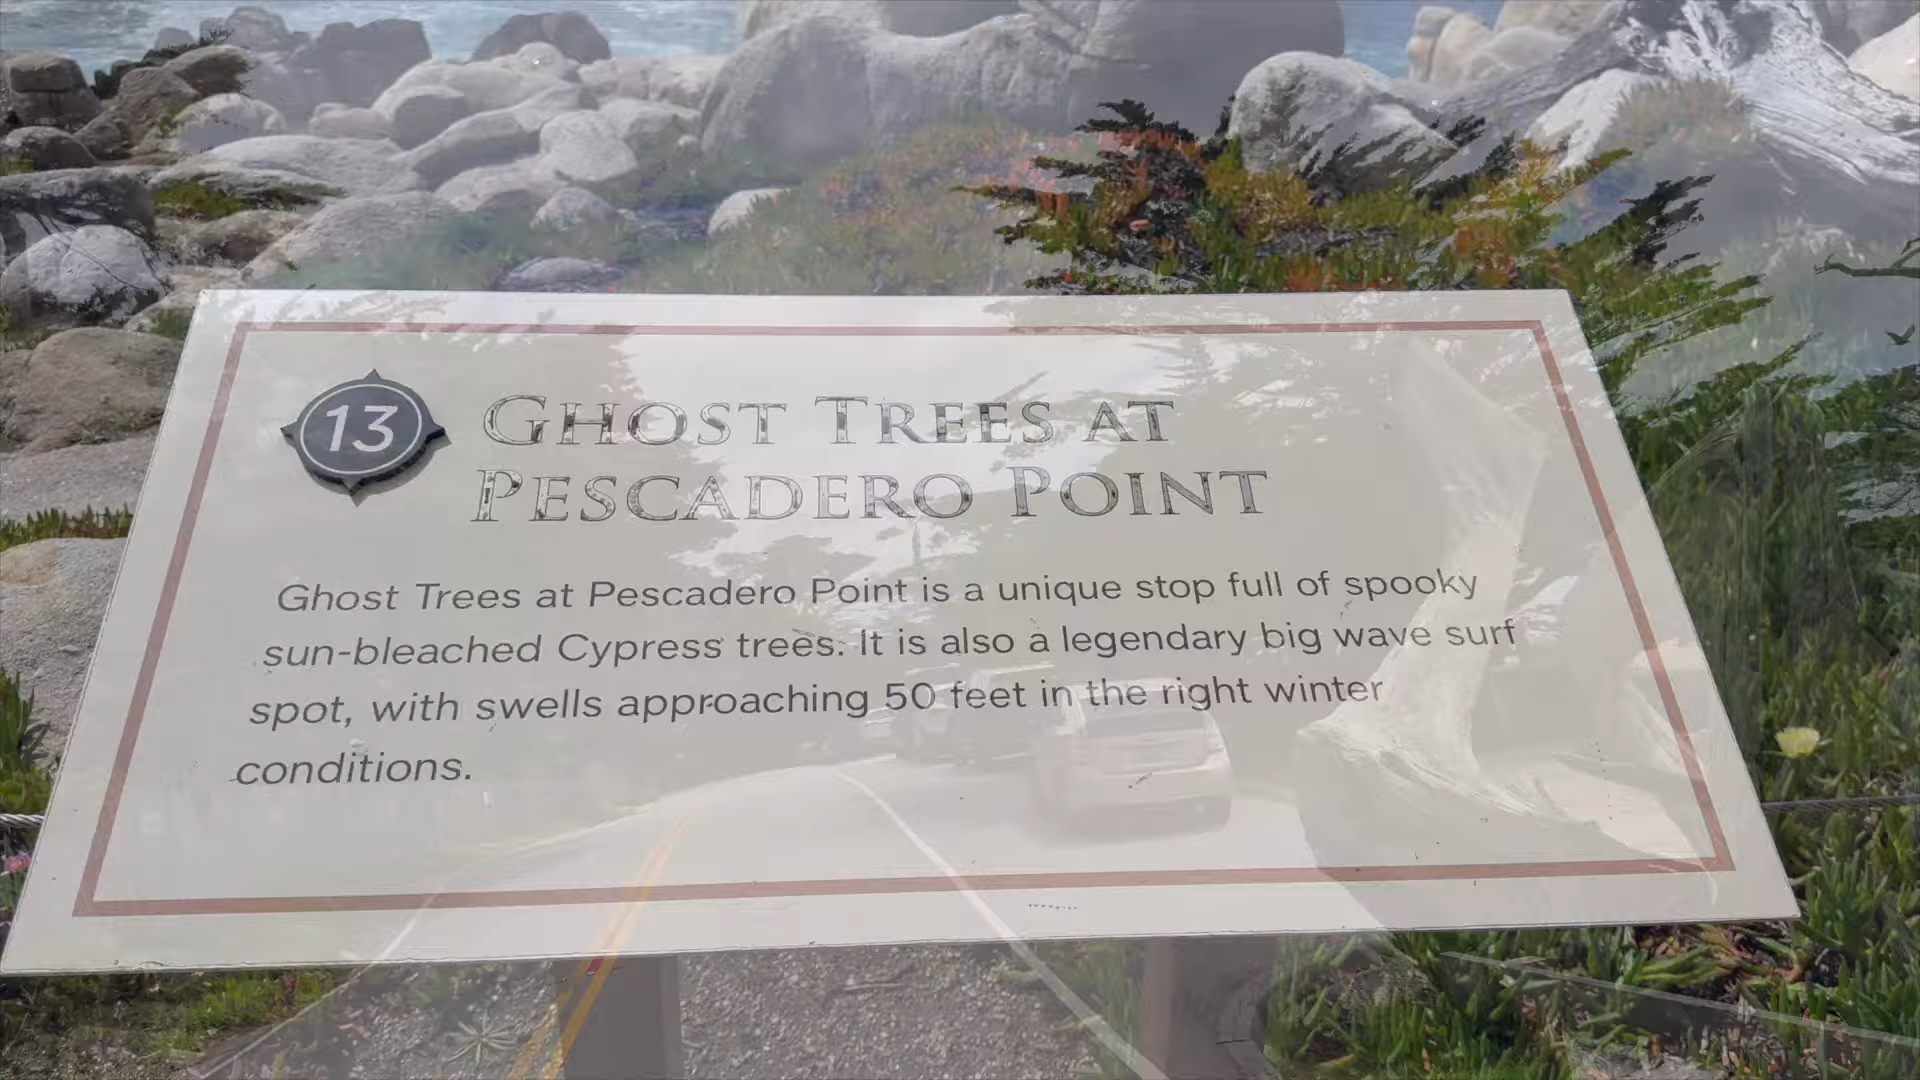 13
GHOST TREES AT
PESCADERO POINT
Ghost Trees at Pescadero Point is a unique stop full of spooky
sun-bleached Cypress trees. It is also a legendary big wave surf
spot, with swells approaching 50 feet in the right winter
conditions.